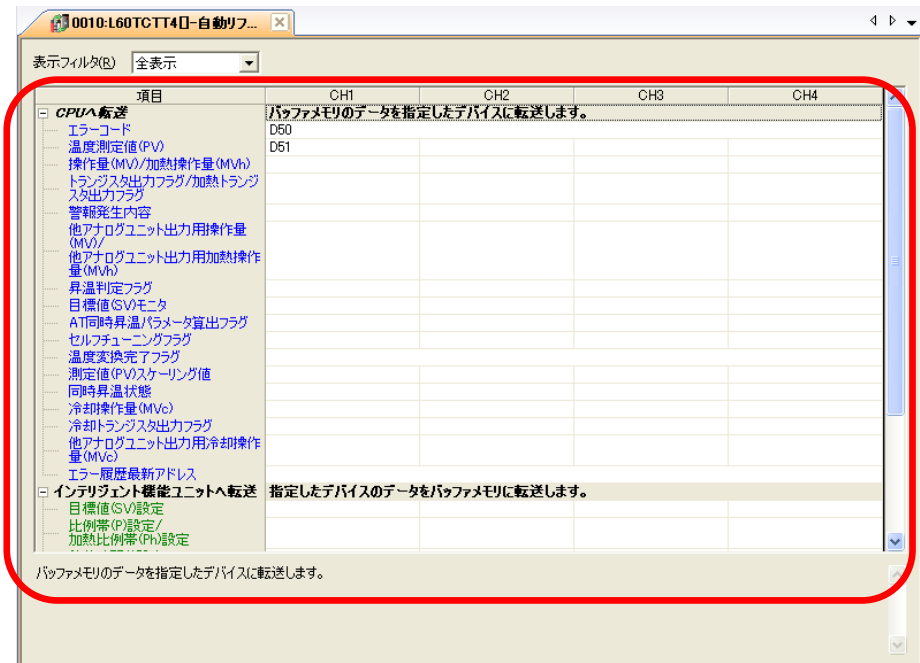 0010:L60TCTT4[]-自動リフ...
表示フィルタ(R) 全表示
項目 CH1 CH2 CH3 CH4
CPUへ転送 バッファメモリのデータを指定したデバイスに転送します。
エラーコード D50
温度測定値(PV) D51
操作量(MV)/加熱操作量(MVh)
トランジスタ出力フラグ/加熱トランジ
スタ出力フラグ
警報発生内容
他アナログユニット出力用操作量
(MV)/
他アナログユニット出力用加熱操作
量(MVh)
昇温判定フラグ
目標値(SV)モニタ
AT同時昇温パラメータ算出フラグ
セルフチューニングフラグ
温度変換完了フラグ
測定値(PV)スケーリング値
同時昇温状態
冷却操作量(MVc)
冷却トランジスタ出力フラグ
他アナログユニット出力用冷却操作
量(MVc)
エラー履歴最新アドレス
インテリジェント機能ユニットへ転送 指定したデバイスのデータをバッファメモリに転送します。
目標値(SV)設定
比例帯(P)設定/
加熱比例帯(Ph)設定
バッファメモリのデータを指定したデバイスに転送します。